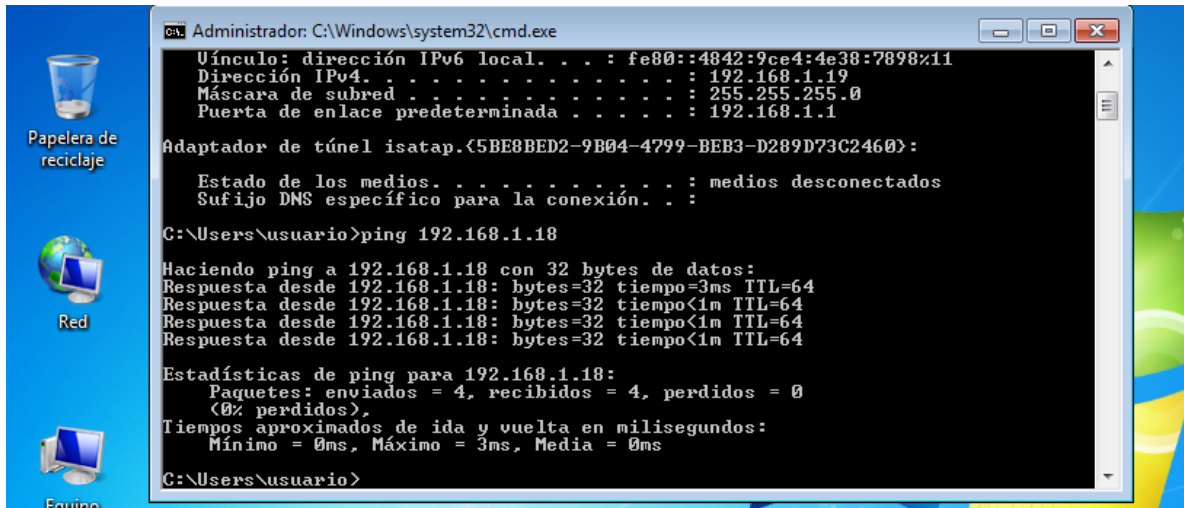 Administrador: C:\Windows\system32\cmd.exe
Vínculo: dirección IPv6 local. . . : fe80::4842:9ce4:4e38:7898%11
Dirección IPv4. . . . . . . . . . . . . . : 192.168.1.19
Máscara de subred . . . . . . . . . . . . : 255.255.255.0
Puerta de enlace predeterminada . . . . . : 192.168.1.1
Adaptador de túnel isatap.{5BE8BED2-9B04-4799-BEB3-D289D73C2460}:
Estado de los medios. . . . . . . . . . . : medios desconectados
Sufijo DNS específico para la conexión. . :
C:\Users\usuario>ping 192.168.1.18
Haciendo ping a 192.168.1.18 con 32 bytes de datos:
Respuesta desde 192.168.1.18: bytes=32 tiempo=3ms TTL=64
Respuesta desde 192.168.1.18: bytes=32 tiempo<1m TTL=64
Respuesta desde 192.168.1.18: bytes=32 tiempo<1m TTL=64
Respuesta desde 192.168.1.18: bytes=32 tiempo<1m TTL=64
Estadísticas de ping para 192.168.1.18:
Paquetes: enviados = 4, recibidos = 4, perdidos = 0
(0% perdidos),
Tiempos aproximados de ida y vuelta en milisegundos:
Mínimo = 0ms, Máximo = 3ms, Media = 0ms
C:\Users\usuario>
Papelera de
reciclaje
Red
Equipo